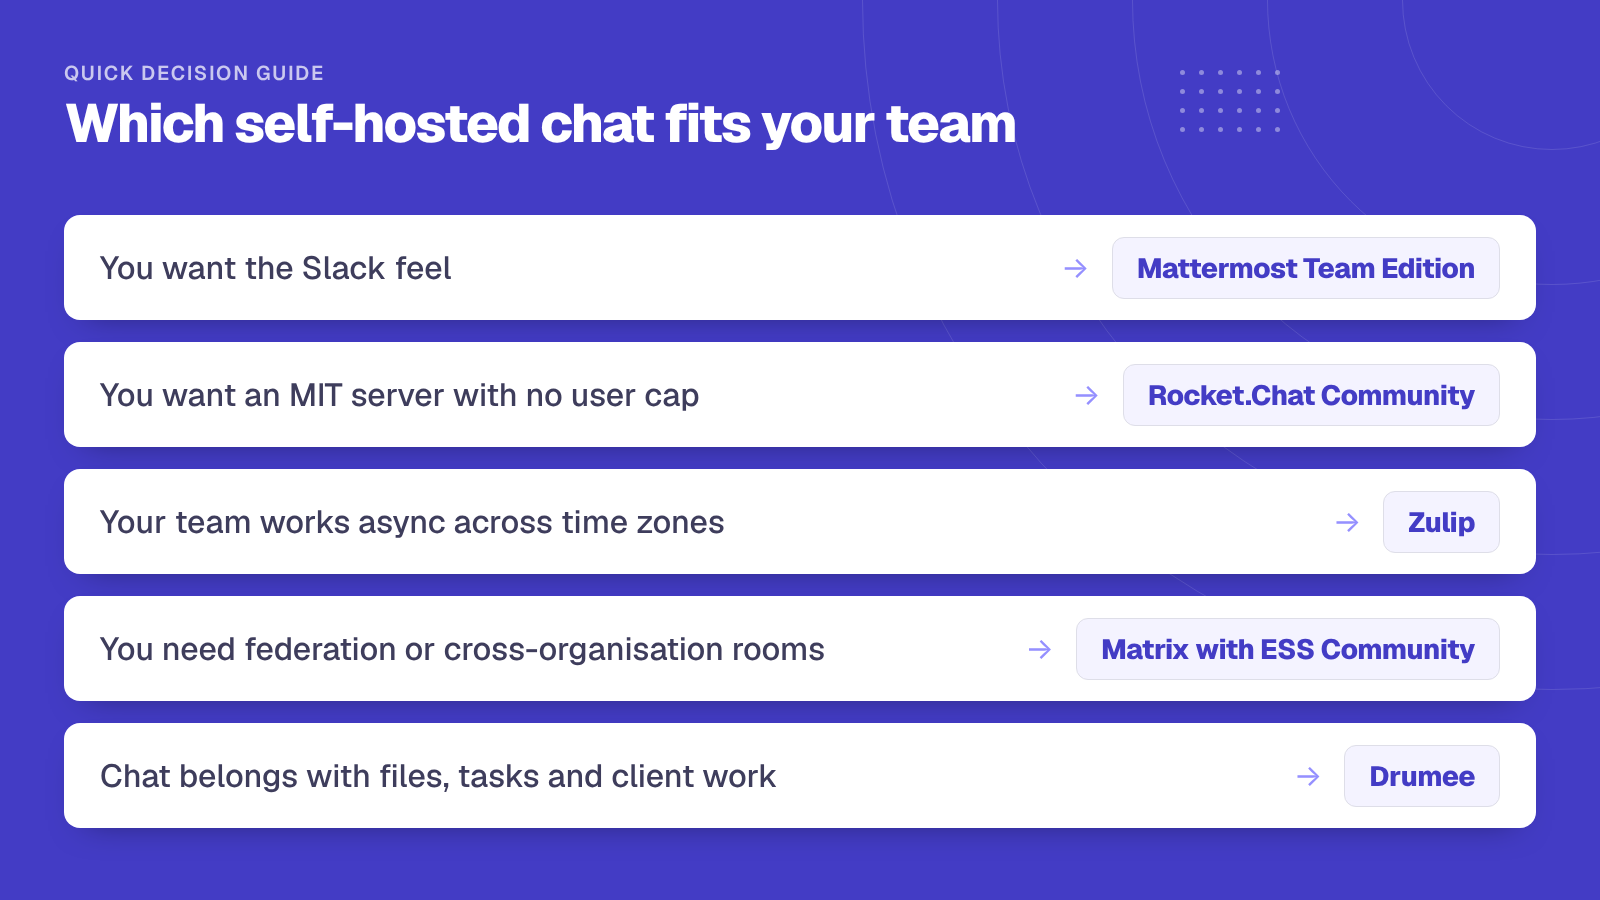 QUICK DECISION GUIDE
Which self-hosted chat fits your team
You want the Slack feel → Mattermost Team Edition
You want an MIT server with no user cap → Rocket.Chat Community
Your team works async across time zones → Zulip
You need federation or cross-organisation rooms → Matrix with ESS Community
Chat belongs with files, tasks and client work → Drumee